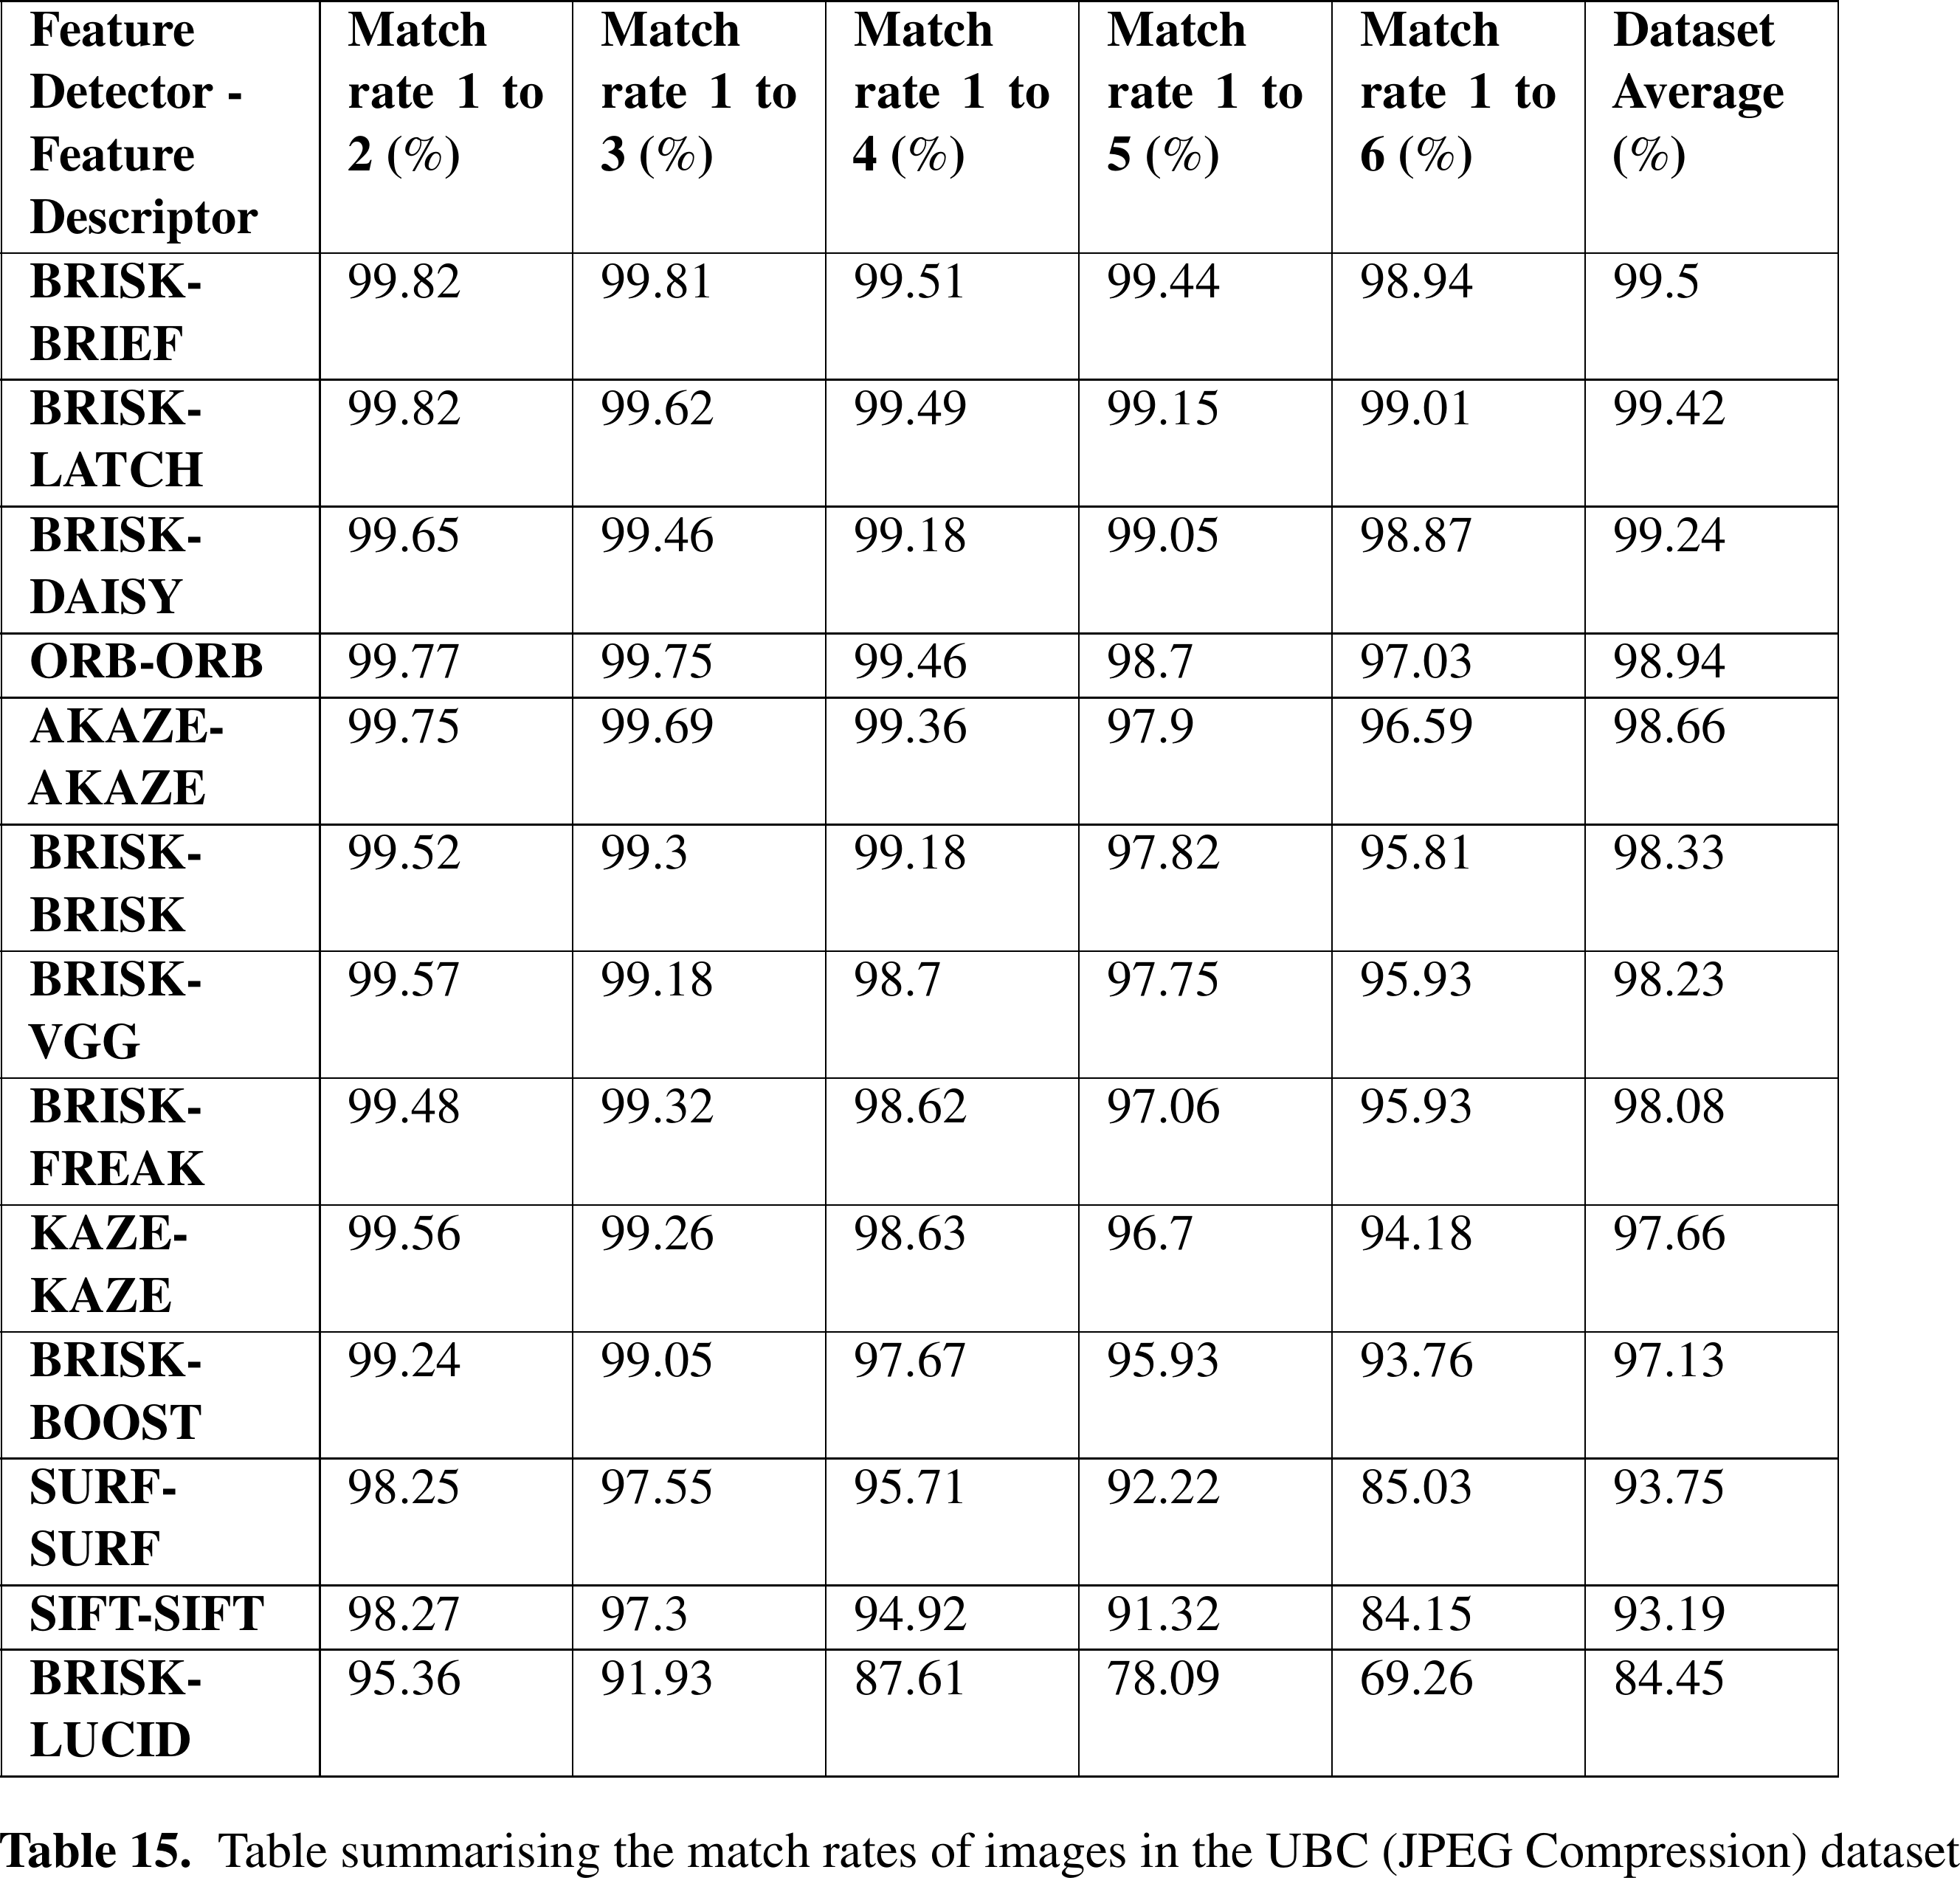 Feature Detector - Feature Descriptor | Match rate 1 to 2 (%) | Match rate 1 to 3 (%) | Match rate 1 to 4 (%) | Match rate 1 to 5 (%) | Match rate 1 to 6 (%) | Dataset Average (%)
BRISK-BRIEF | 99.82 | 99.81 | 99.51 | 99.44 | 98.94 | 99.5
BRISK-LATCH | 99.82 | 99.62 | 99.49 | 99.15 | 99.01 | 99.42
BRISK-DAISY | 99.65 | 99.46 | 99.18 | 99.05 | 98.87 | 99.24
ORB-ORB | 99.77 | 99.75 | 99.46 | 98.7 | 97.03 | 98.94
AKAZE-AKAZE | 99.75 | 99.69 | 99.36 | 97.9 | 96.59 | 98.66
BRISK-BRISK | 99.52 | 99.3 | 99.18 | 97.82 | 95.81 | 98.33
BRISK-VGG | 99.57 | 99.18 | 98.7 | 97.75 | 95.93 | 98.23
BRISK-FREAK | 99.48 | 99.32 | 98.62 | 97.06 | 95.93 | 98.08
KAZE-KAZE | 99.56 | 99.26 | 98.63 | 96.7 | 94.18 | 97.66
BRISK-BOOST | 99.24 | 99.05 | 97.67 | 95.93 | 93.76 | 97.13
SURF-SURF | 98.25 | 97.55 | 95.71 | 92.22 | 85.03 | 93.75
SIFT-SIFT | 98.27 | 97.3 | 94.92 | 91.32 | 84.15 | 93.19
BRISK-LUCID | 95.36 | 91.93 | 87.61 | 78.09 | 69.26 | 84.45
Table 15. Table summarising the match rates of images in the UBC (JPEG Compression) dataset